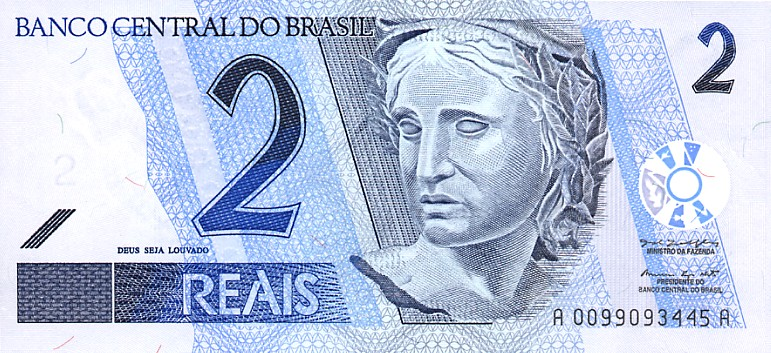 BANCO CENTRAL DO BRASIL
2
2
2
DEUS SEJA LOUVADO
REAIS
MINISTRO DA FAZENDA
PRESIDENTE DO
BANCO CENTRAL DO BRASIL
A 0099093445 A